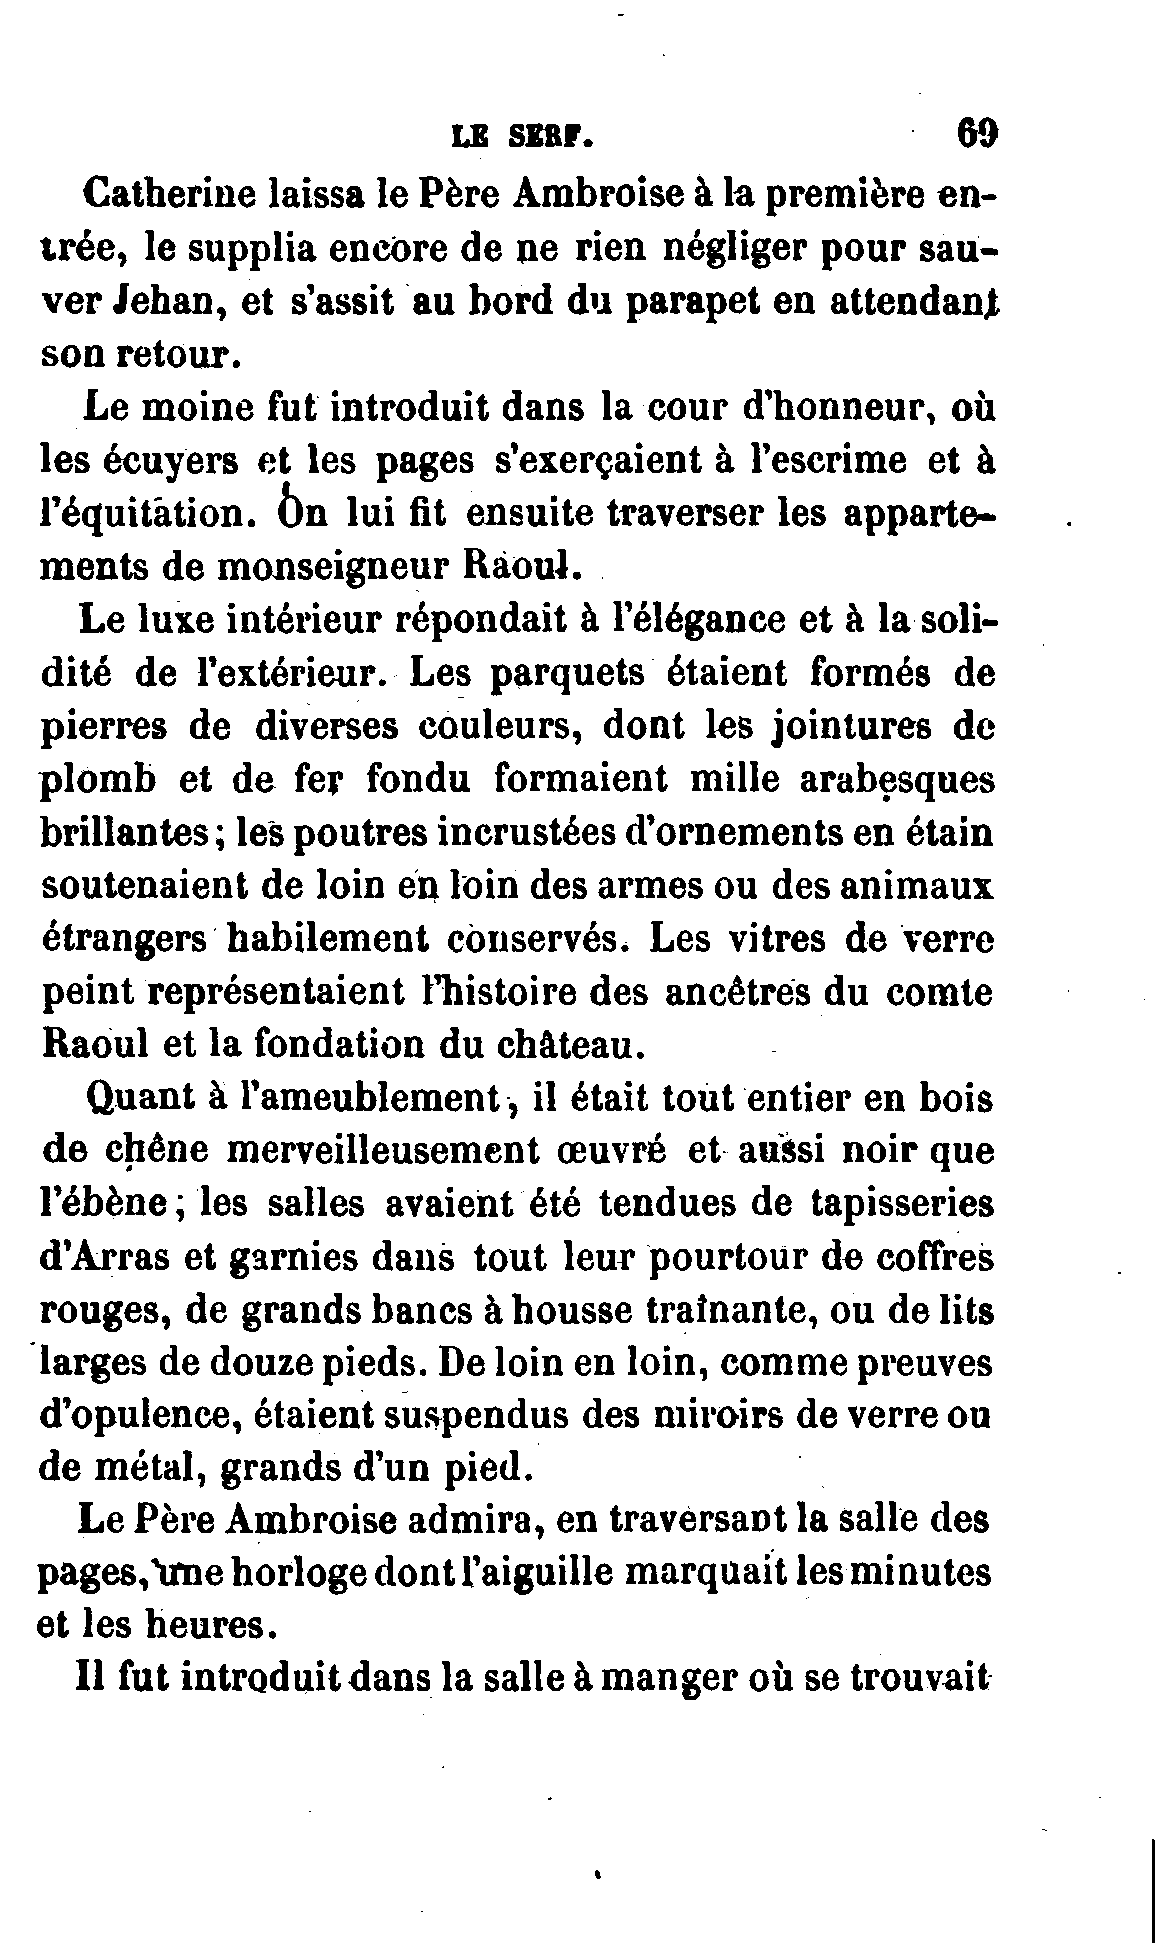 LE SERF. 69
Catherine laissa le Père Ambroise à la première en-
trée, le supplia encore de ne rien négliger pour sau-
ver Jehan, et s'assit au bord du parapet en attendant
son retour.
Le moine fut introduit dans la cour d'honneur, où
les écuyers et les pages s'exerçaient à l'escrime et à
l'équitation. On lui fit ensuite traverser les apparte-
ments de monseigneur Raoul.
Le luxe intérieur répondait à l'élégance et à la soli-
dité de l'extérieur. Les parquets étaient formés de
pierres de diverses couleurs, dont les jointures de
plomb et de fer fondu formaient mille arabesques
brillantes; les poutres incrustées d'ornements en étain
soutenaient de loin en loin des armes ou des animaux
étrangers habilement conservés. Les vitres de verre
peint représentaient l'histoire des ancêtres du comte
Raoul et la fondation du château.
Quant à l'ameublement, il était tout entier en bois
de chêne merveilleusement œuvré et aussi noir que
l'ébène; les salles avaient été tendues de tapisseries
d'Arras et garnies dans tout leur pourtour de coffres
rouges, de grands bancs à housse traînante, ou de lits
larges de douze pieds. De loin en loin, comme preuves
d'opulence, étaient suspendus des miroirs de verre ou
de métal, grands d'un pied.
Le Père Ambroise admira, en traversant la salle des
pages, une horloge dont l'aiguille marquait les minutes
et les heures.
Il fut introduit dans la salle à manger où se trouvait